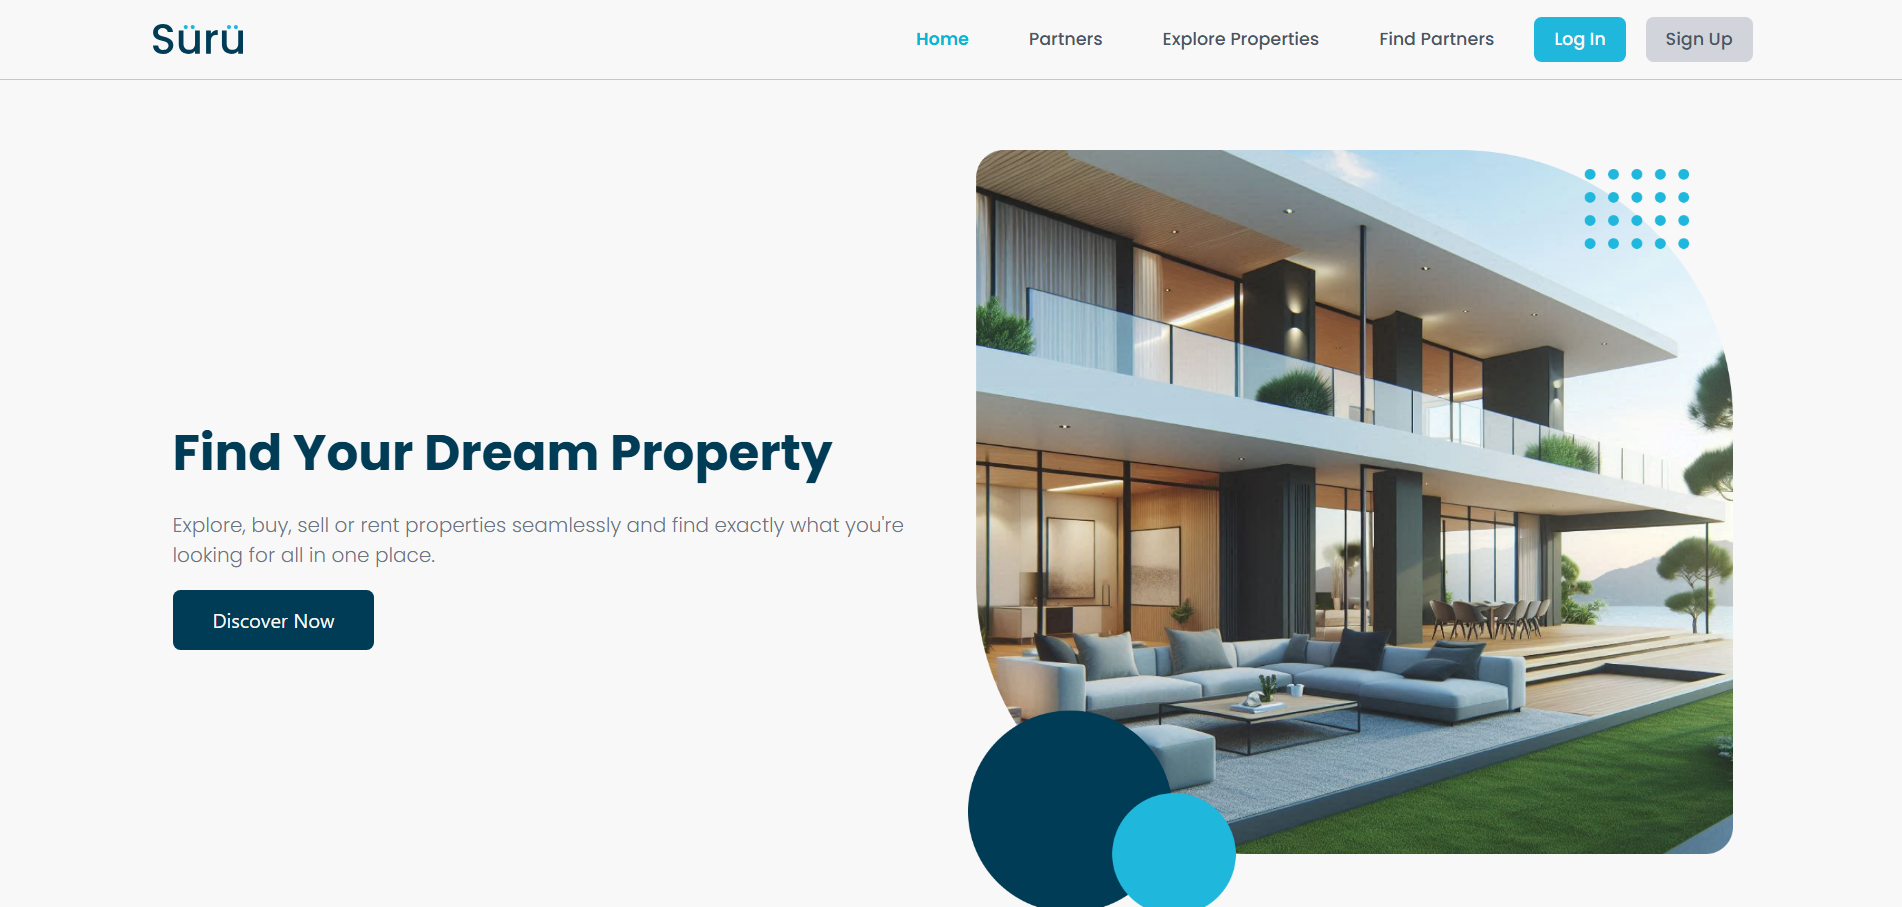 Sürü
Home
Partners
Explore Properties
Find Partners
Log In
Sign Up
Find Your Dream Property
Explore, buy, sell or rent properties seamlessly and find exactly what you're
looking for all in one place.
Discover Now